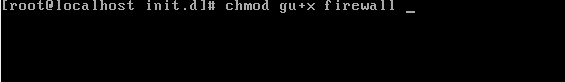 [root@localhost init.d]# chmod gu+x firewall _